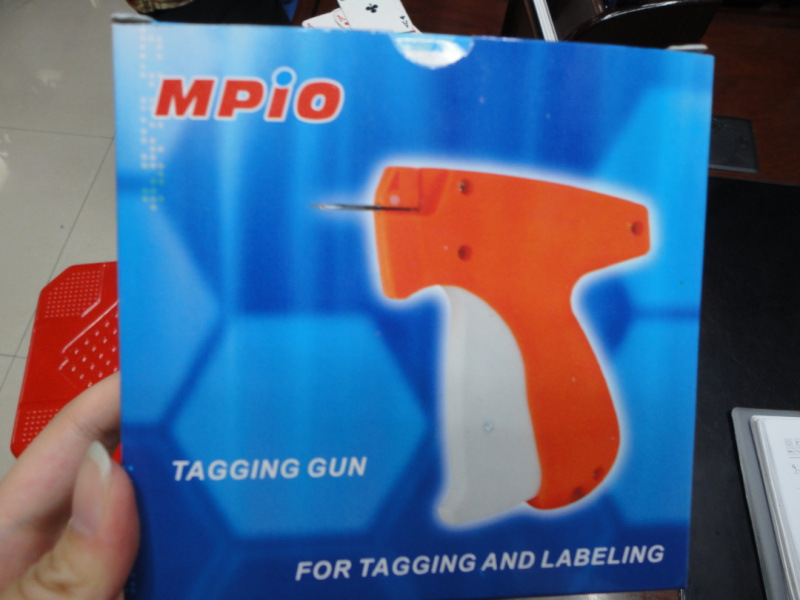 MPiO
TAGGING GUN
FOR TAGGING AND LABELING